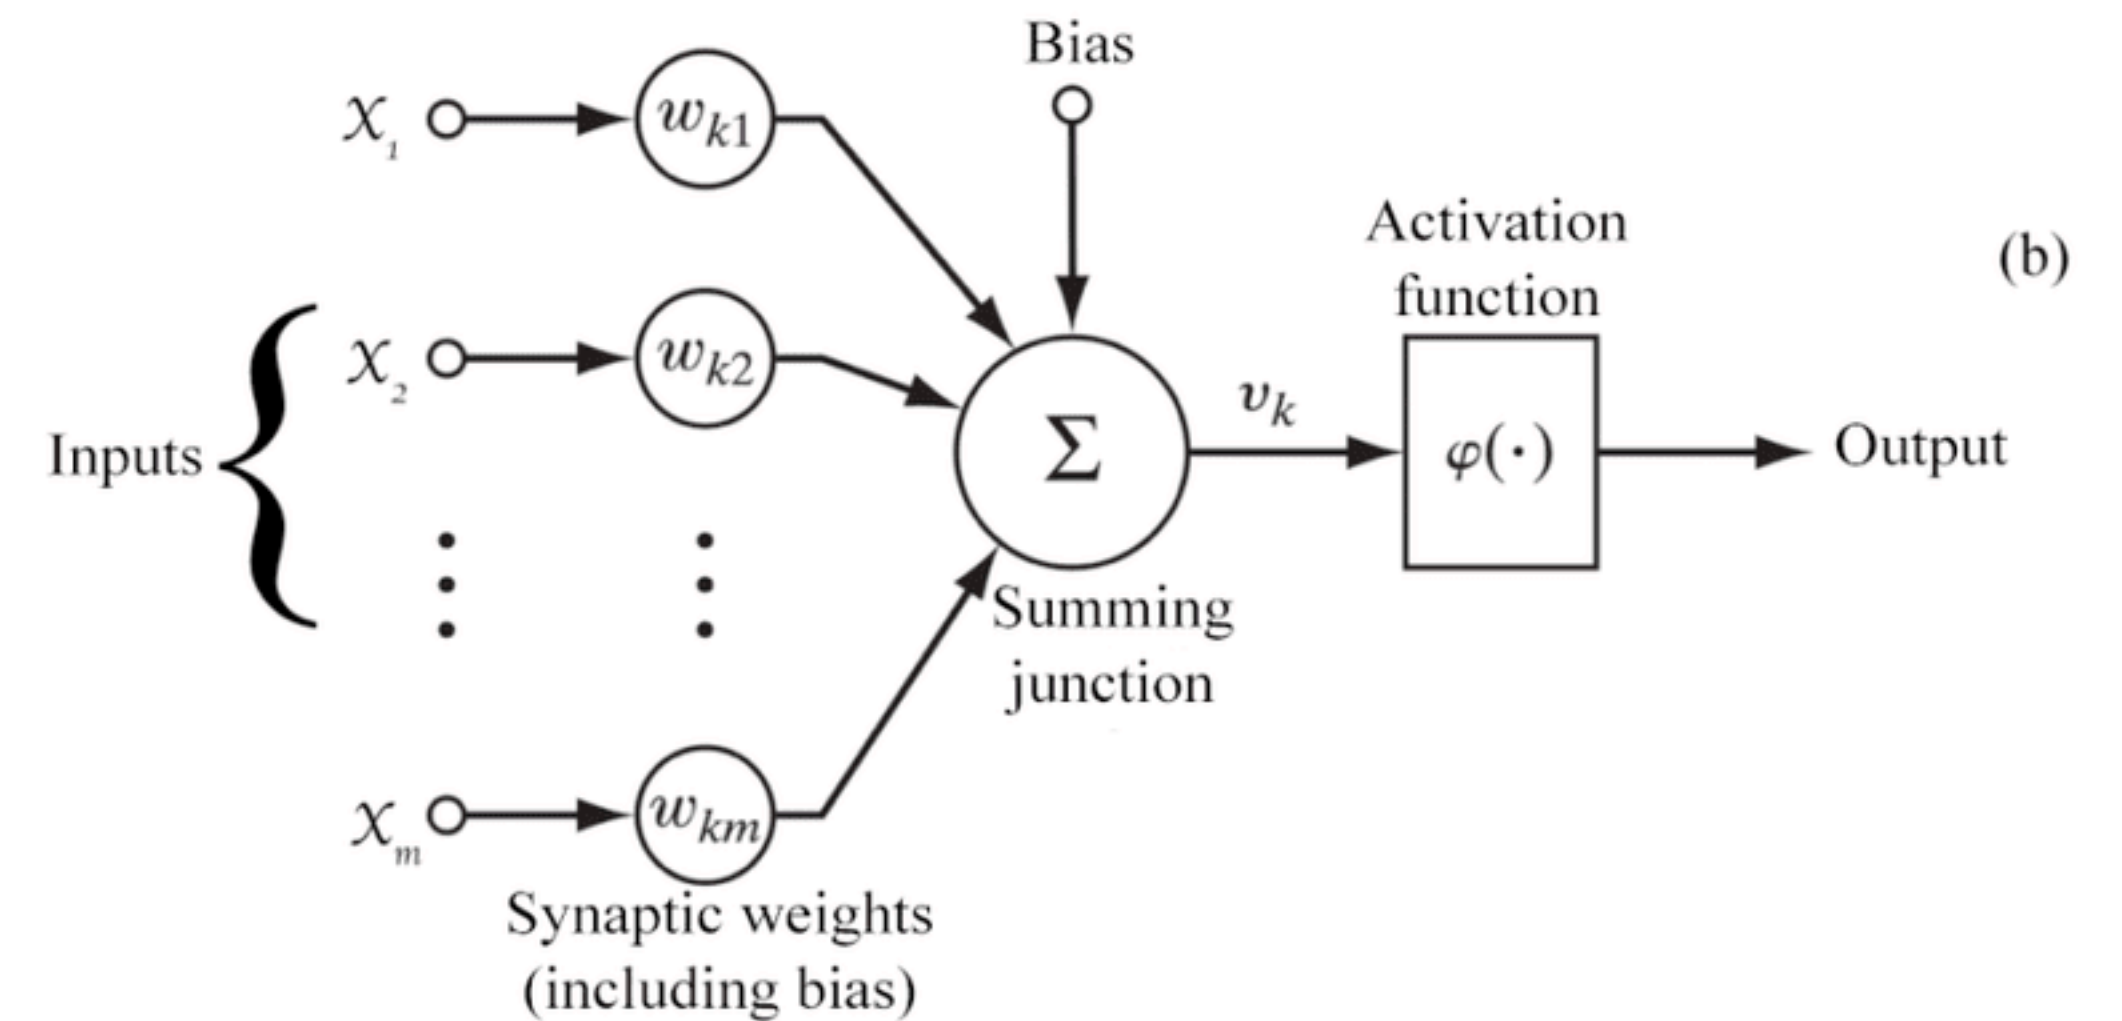 Bias
x₁
wₖ₁
Activation
function
(b)
x₂
wₖ₂
Inputs
Σ
vₖ
φ(·)
Output
Summing
junction
xₘ
wₖₘ
Synaptic weights
(including bias)